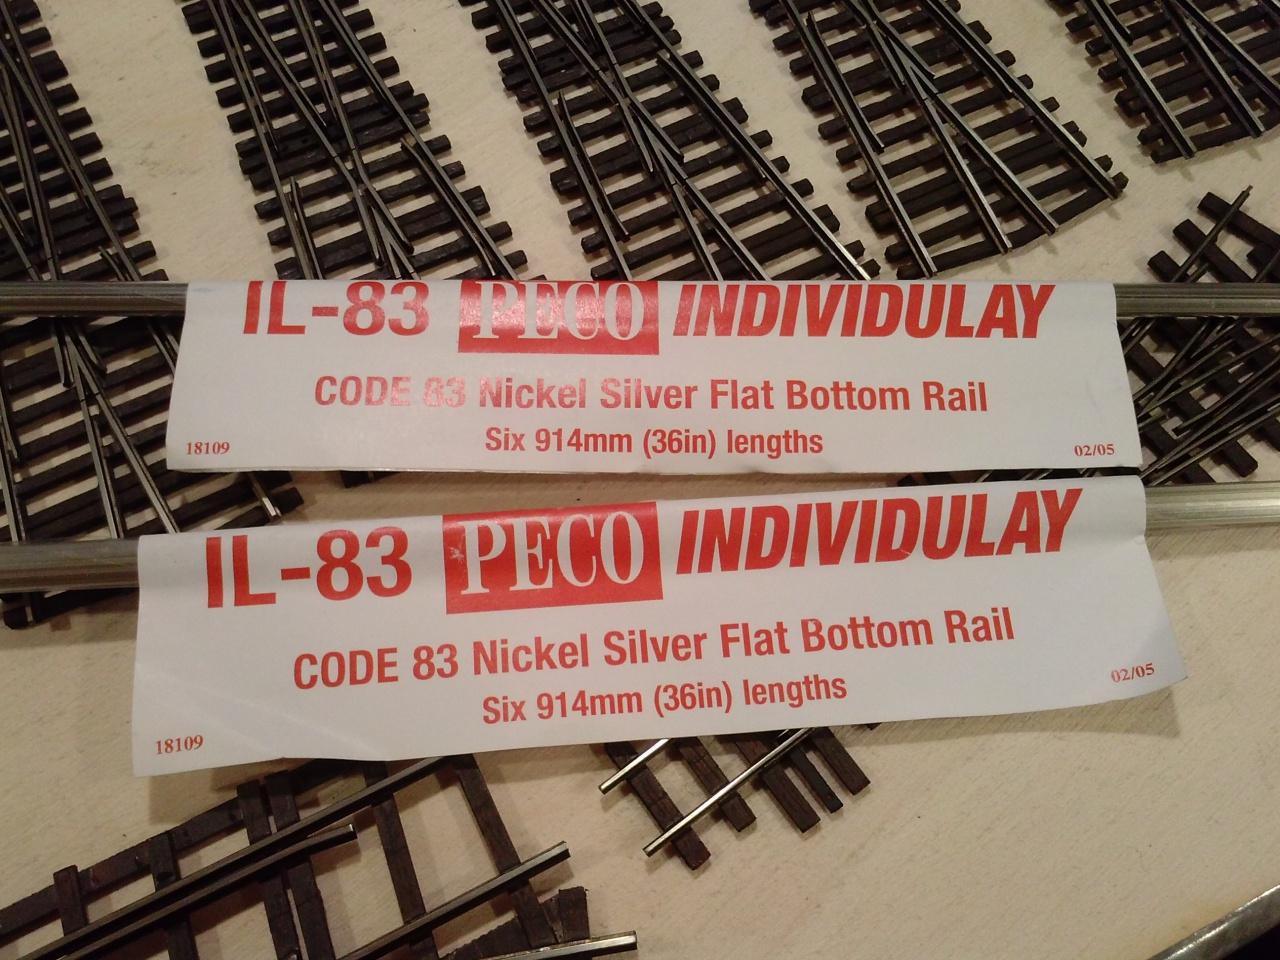 IL-83 PECO INDIVIDULAY
CODE 83 Nickel Silver Flat Bottom Rail
Six 914mm (36in) lengths
18109 02/05
IL-83 PECO INDIVIDULAY
CODE 83 Nickel Silver Flat Bottom Rail
Six 914mm (36in) lengths
18109 02/05